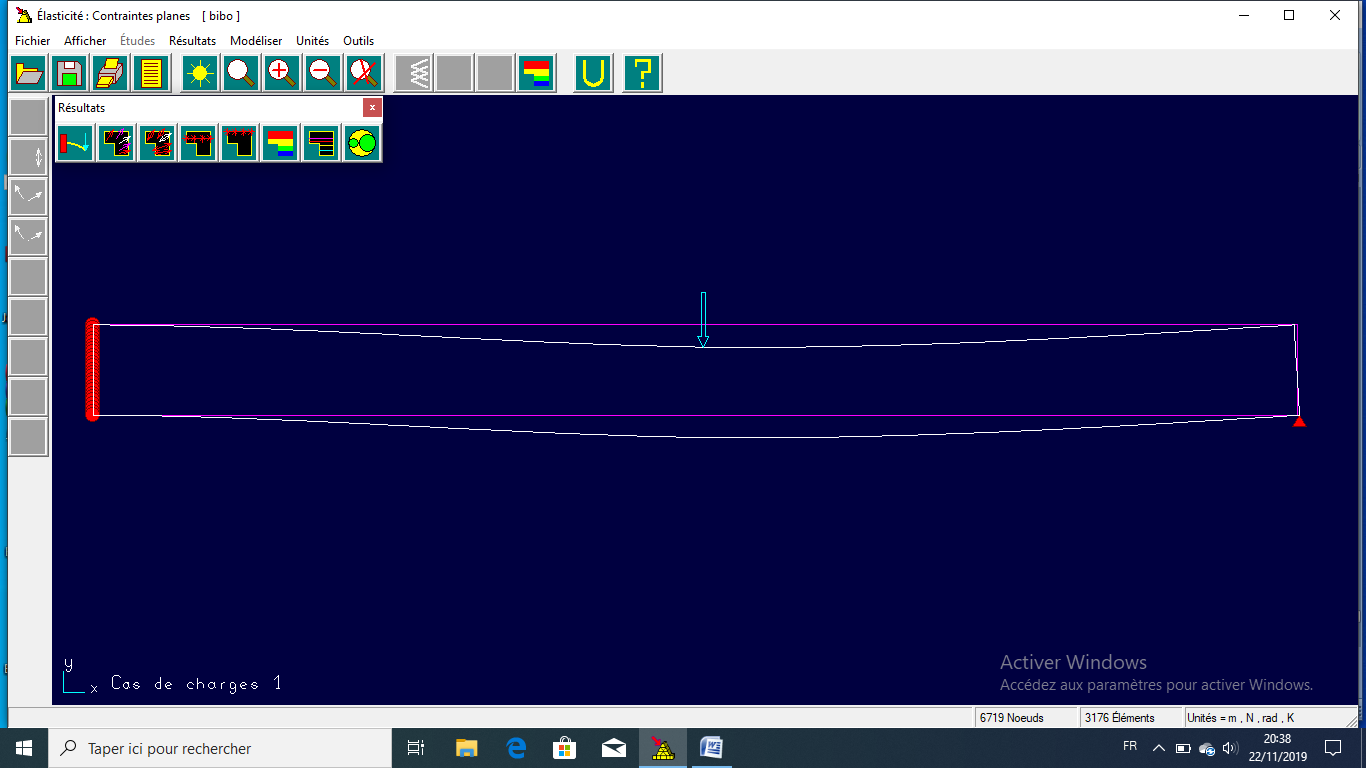 Élasticité : Contraintes planes [ bibo ]
Fichier Afficher Études Résultats Modéliser Unités Outils
Résultats
y
x Cas de charges 1
Activer Windows
Accédez aux paramètres pour activer Windows.
6719 Noeuds 3176 Éléments Unités = m , N , rad , K
Taper ici pour rechercher
FR
20:38
22/11/2019